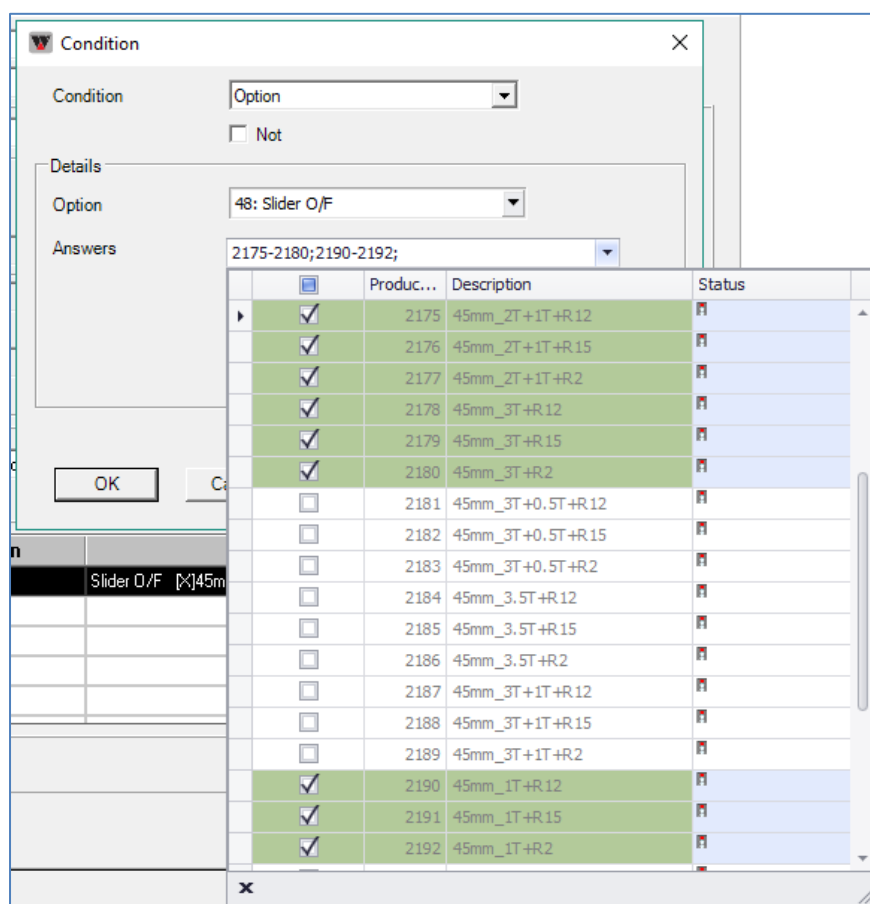 Condition
Condition Option
Not
Details
Option 48: Slider O/F
Answers 2175-2180;2190-2192;
Produc... Description Status
2175 45mm_2T+1T+R12
2176 45mm_2T+1T+R15
2177 45mm_2T+1T+R2
2178 45mm_3T+R12
2179 45mm_3T+R15
2180 45mm_3T+R2
OK Ca
2181 45mm_3T+0.5T+R12
2182 45mm_3T+0.5T+R15
2183 45mm_3T+0.5T+R2
n
Slider O/F [X]45m
2184 45mm_3.5T+R12
2185 45mm_3.5T+R15
2186 45mm_3.5T+R2
2187 45mm_3T+1T+R12
2188 45mm_3T+1T+R15
2189 45mm_3T+1T+R2
2190 45mm_1T+R12
2191 45mm_1T+R15
2192 45mm_1T+R2